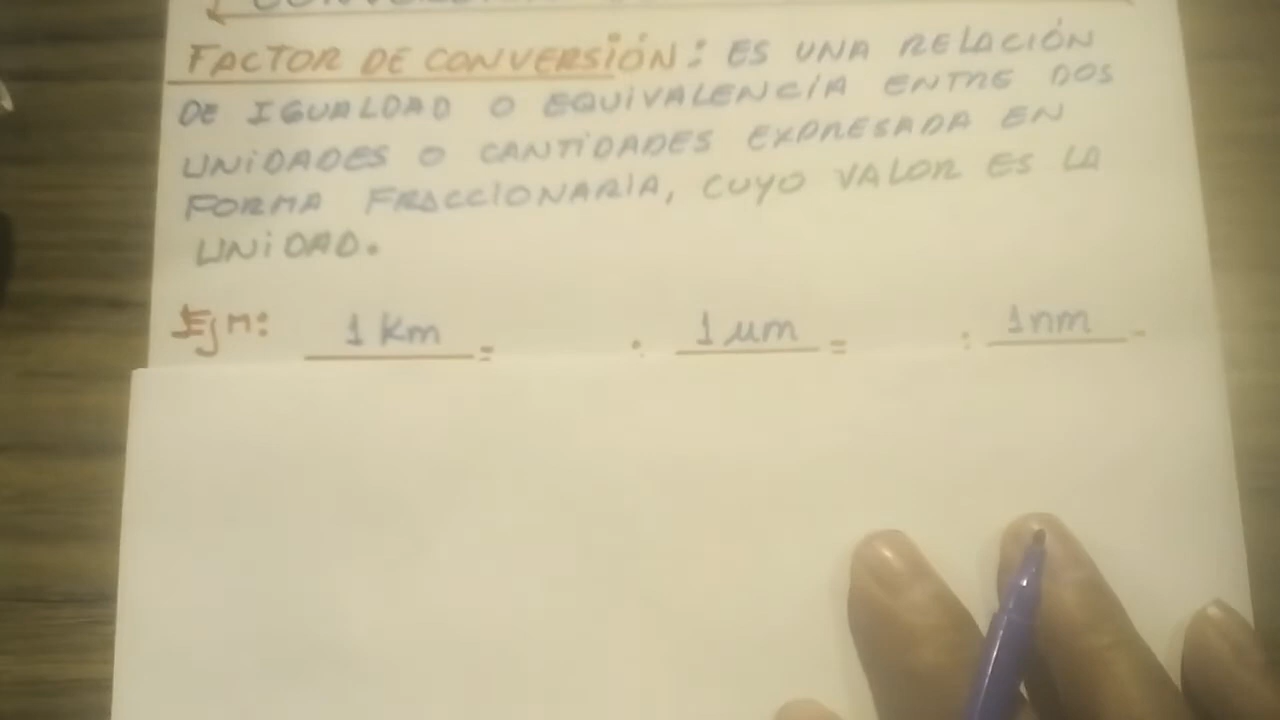 FACTOR DE CONVERSIÓN: ES UNA RELACIÓN
DE IGUALDAD O EQUIVALENCIA ENTRE DOS
UNIDADES O CANTIDADES EXPRESADA EN
FORMA FRACCIONARIA, CUYO VALOR ES LA
UNIDAD.
Ejm: 1 Km = : 1 μm = : 1 nm =